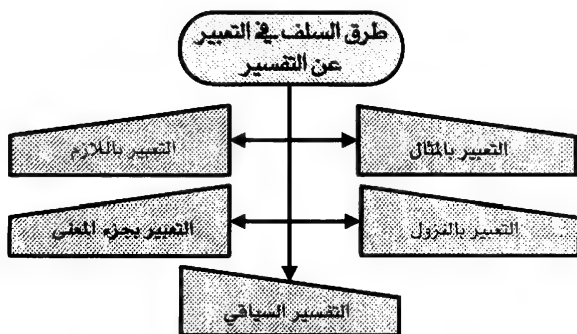 طرق السلف في التعبير
عن التفسير
التعبير بالمثال
التعبير باللازم
التعبير بالنزول
التعبير بجزء المعنى
التفسير السياقي